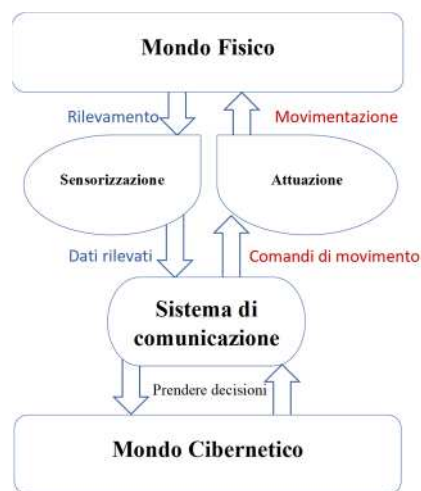 Mondo Fisico
Rilevamento
Movimentazione
Sensorizzazione
Attuazione
Dati rilevati
Comandi di movimento
Sistema di
comunicazione
Prendere decisioni
Mondo Cibernetico